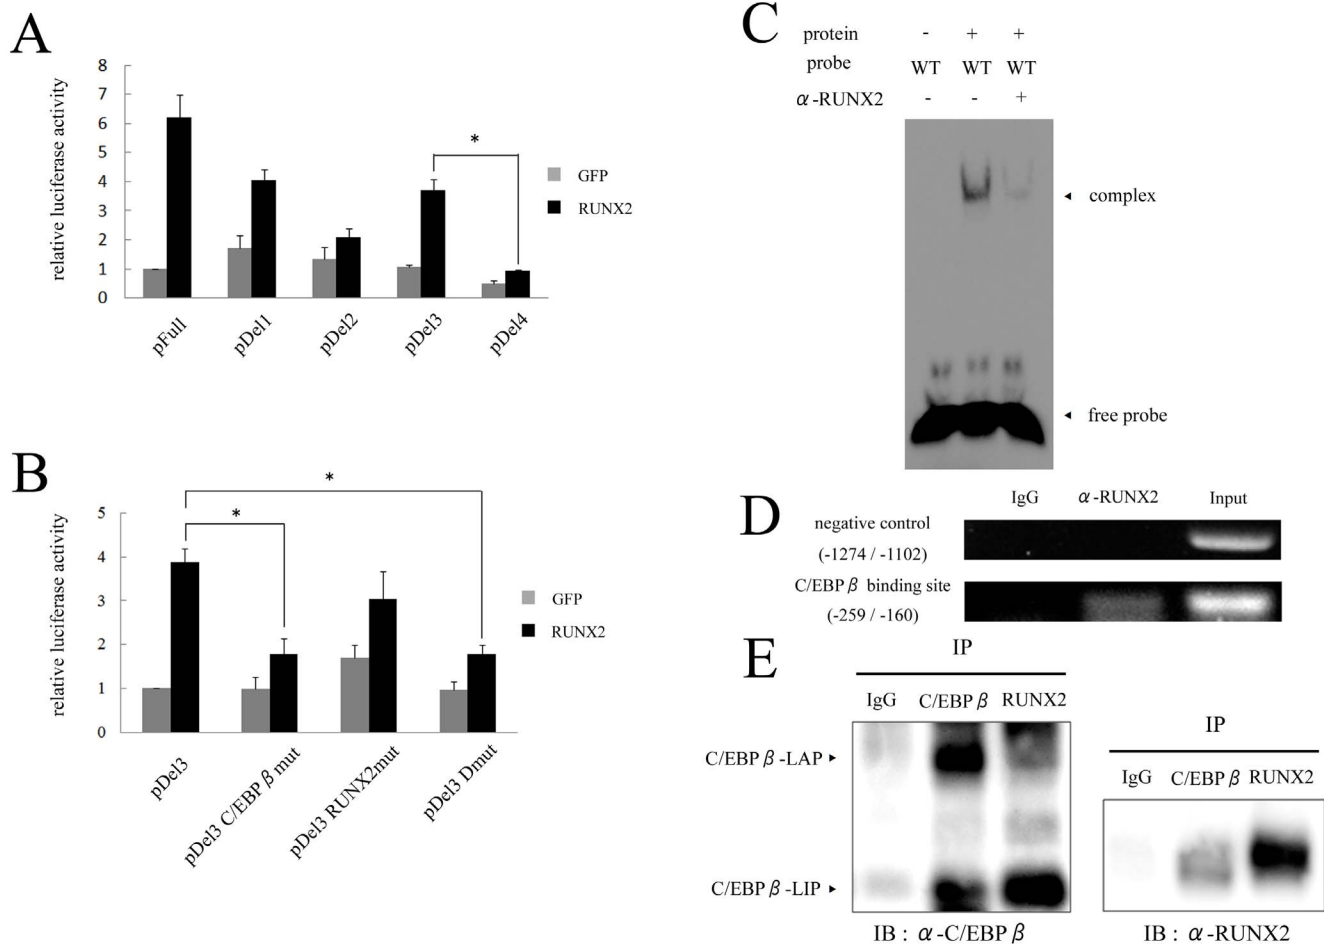 A
relative luciferase activity
8
7
6
5
4
3
2
1
0
*
GFP
RUNX2
pFull
pDel1
pDel2
pDel3
pDel4
B
relative luciferase activity
5
4
3
2
1
0
*
*
GFP
RUNX2
pDel3
pDel3 C/EBPβmut
pDel3 RUNX2mut
pDel3 Dmut
C
protein - + +
probe WT WT WT
α-RUNX2 - - +
complex
free probe
D
IgG α-RUNX2 Input
negative control
(-1274 / -1102)
C/EBPβ binding site
(-259 / -160)
E
IP
IgG C/EBPβ RUNX2
C/EBPβ-LAP
C/EBPβ-LIP
IB : α-C/EBPβ
IP
IgG C/EBPβ RUNX2
IB : α-RUNX2